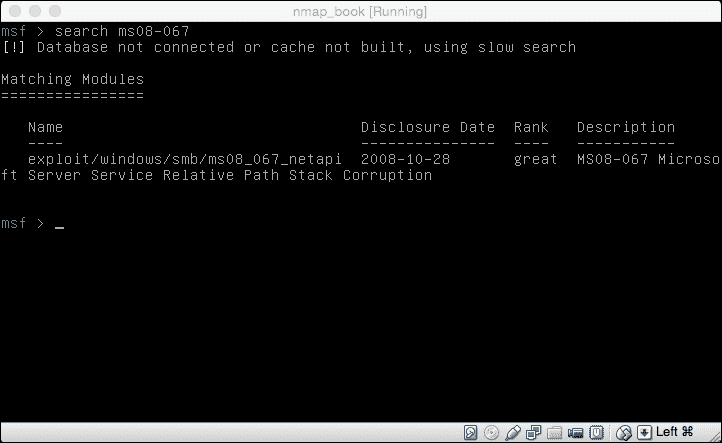 nmap_book [Running]
msf > search ms08-067
[!] Database not connected or cache not built, using slow search
Matching Modules
================
Name Disclosure Date Rank Description
---- --------------- ---- -----------
exploit/windows/smb/ms08_067_netapi 2008-10-28 great MS08-067 Microso
ft Server Service Relative Path Stack Corruption
msf > _
Left ⌘